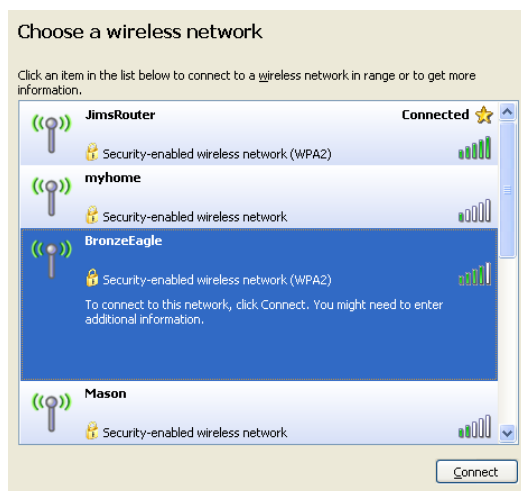 Choose a wireless network
Click an item in the list below to connect to a wireless network in range or to get more
information.
JimsRouter Connected
Security-enabled wireless network (WPA2)
myhome
Security-enabled wireless network
BronzeEagle
Security-enabled wireless network (WPA2)
To connect to this network, click Connect. You might need to enter
additional information.
Mason
Security-enabled wireless network
Connect